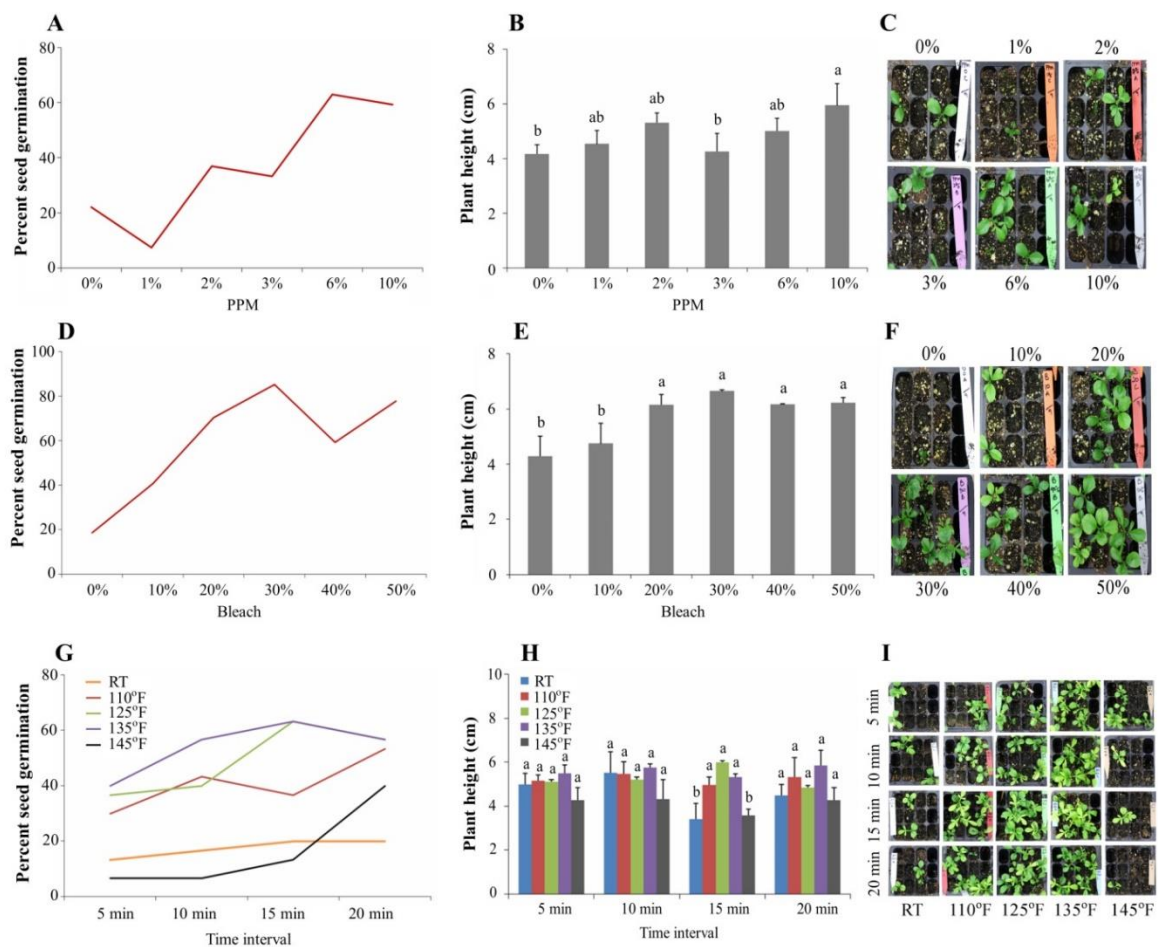 A
80
60
40
20
0
Percent seed germination
0% 1% 2% 3% 6% 10%
PPM
B
8
6
4
2
0
Plant height (cm)
b ab ab b ab a
0% 1% 2% 3% 6% 10%
PPM
C
0% 1% 2%
3% 6% 10%
D
100
80
60
40
20
0
Percent seed germination
0% 10% 20% 30% 40% 50%
Bleach
E
8
6
4
2
0
Plant height (cm)
b b a a a a
0% 10% 20% 30% 40% 50%
Bleach
F
0% 10% 20%
30% 40% 50%
G
80
60
40
20
0
Percent seed germination
RT
110°F
125°F
135°F
145°F
5 min 10 min 15 min 20 min
Time interval
H
10
8
6
4
2
0
Plant height (cm)
RT
110°F
125°F
135°F
145°F
a a a a a a a a a a b a a a b a a a a a
5 min 10 min 15 min 20 min
Time interval
I
5 min
10 min
15 min
20 min
RT 110°F 125°F 135°F 145°F